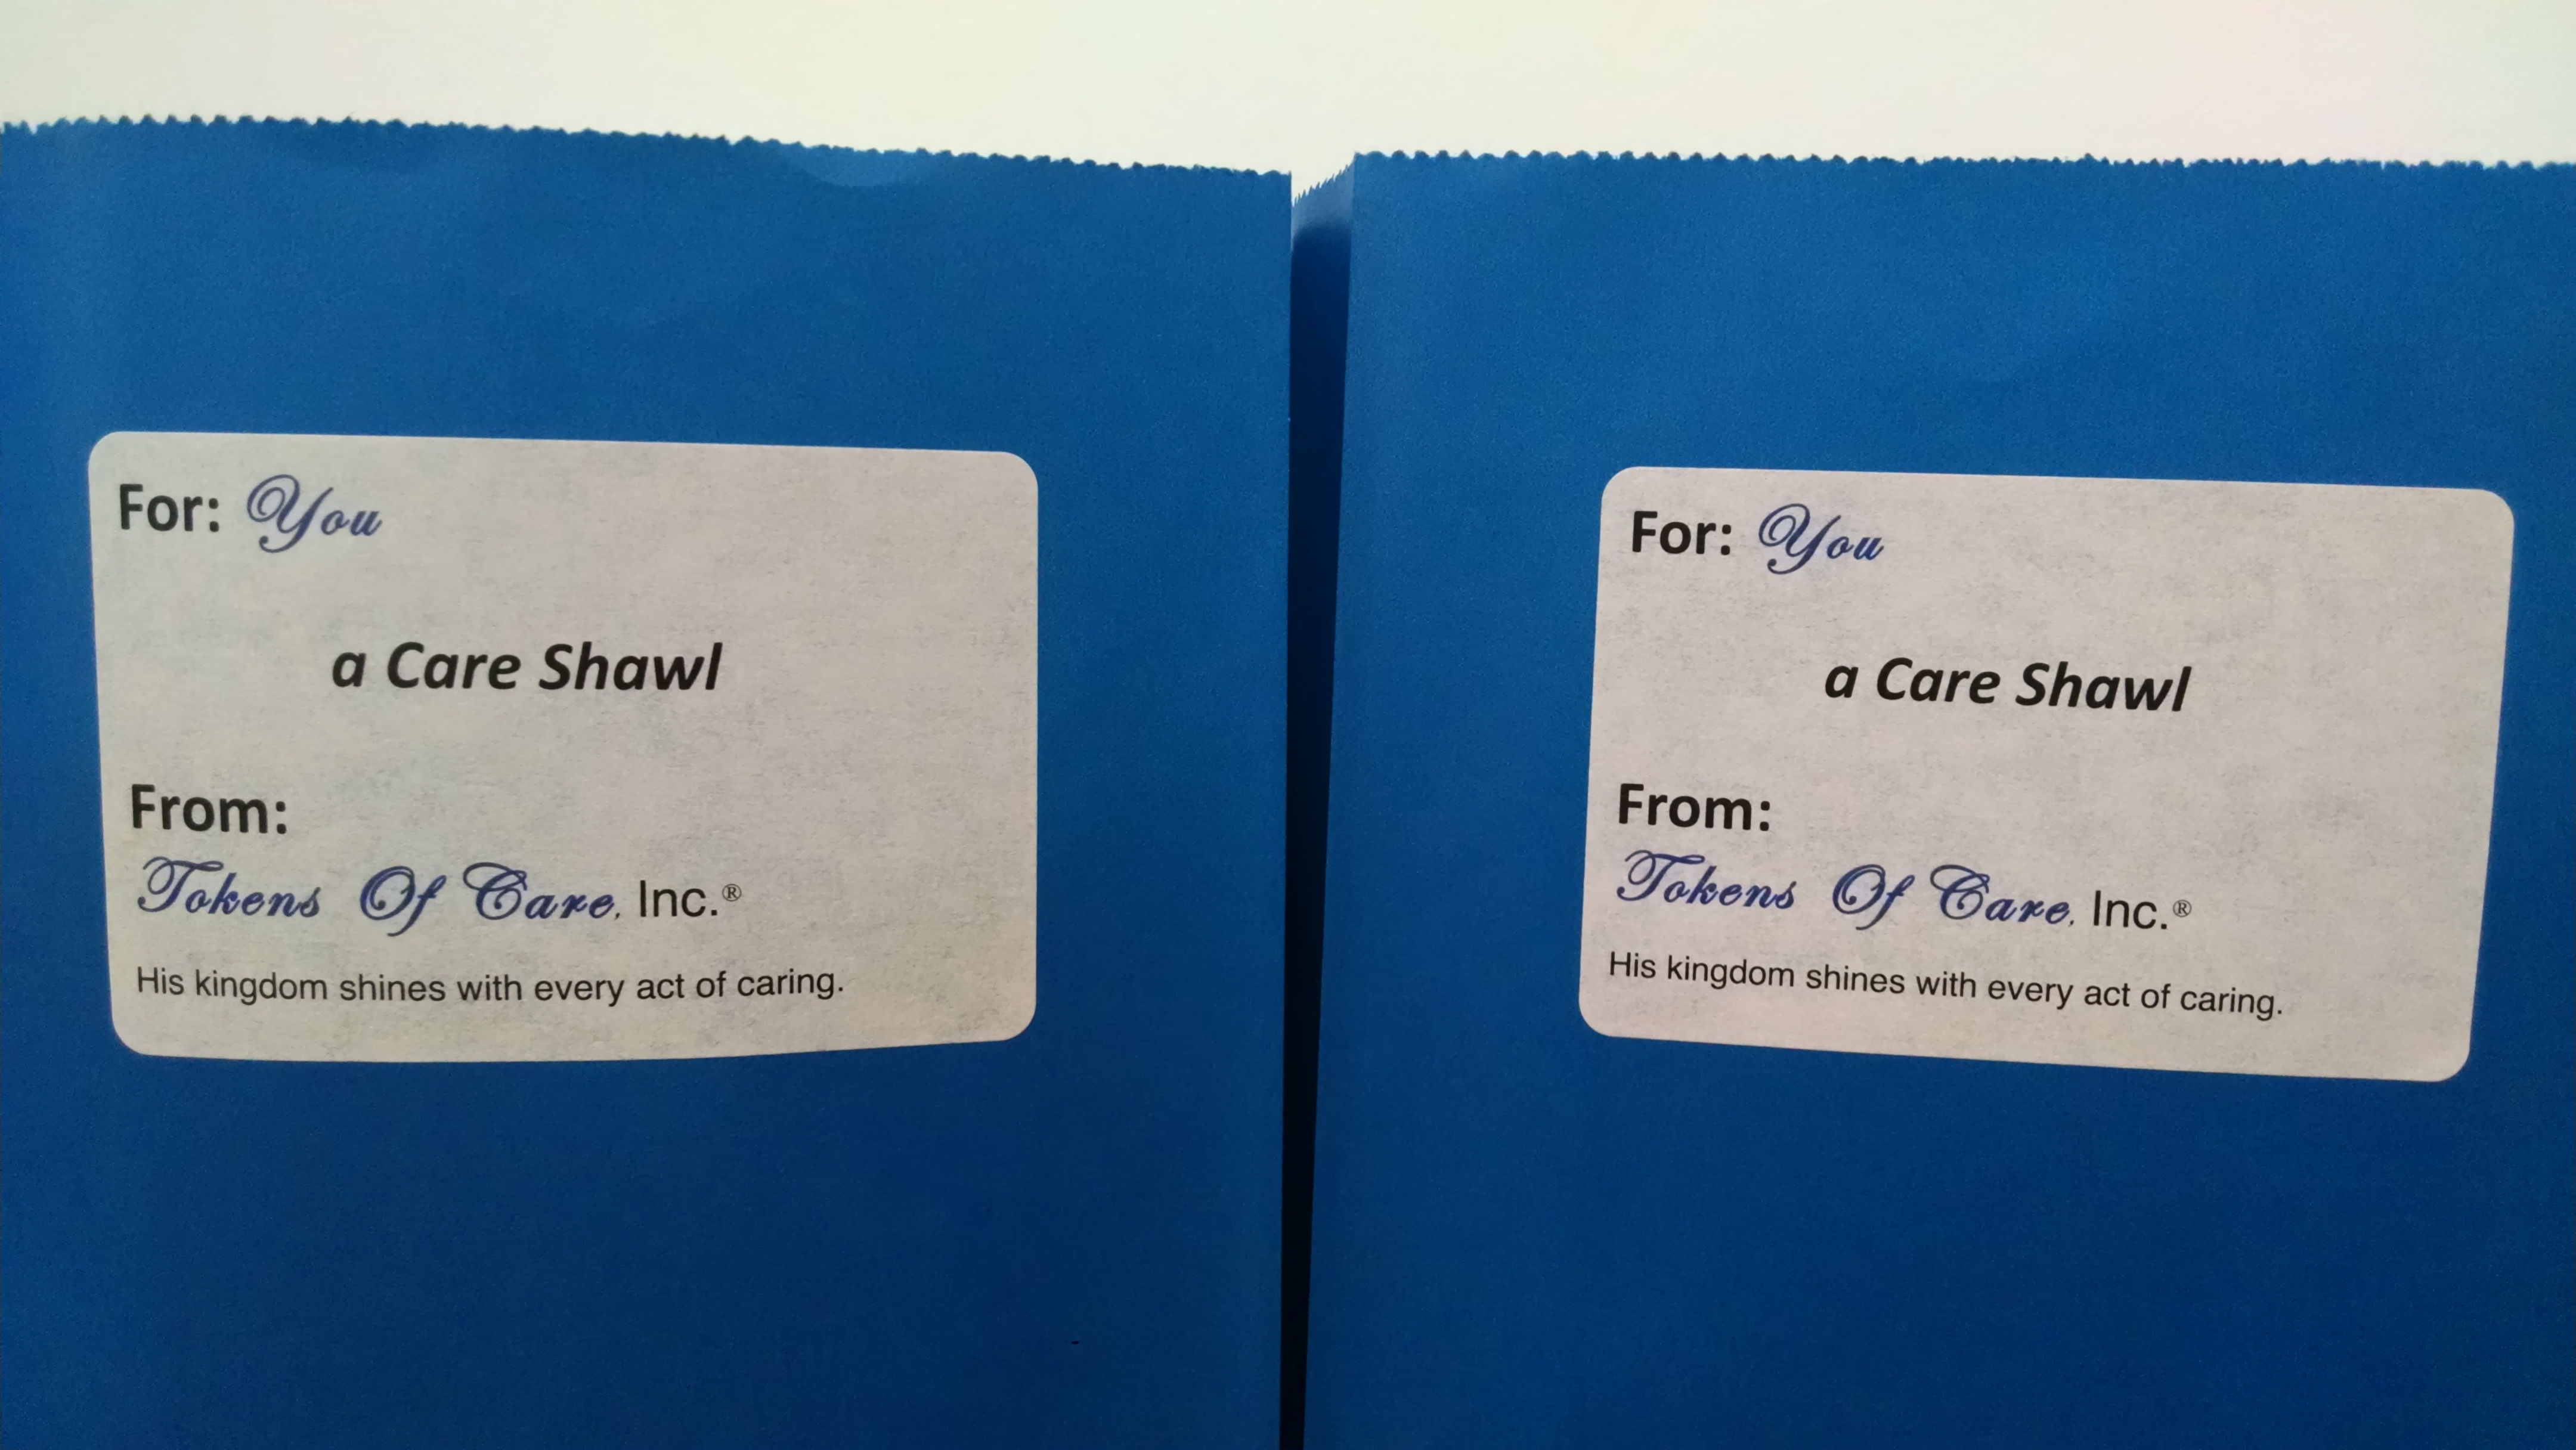 For: You
a Care Shawl
From:
Tokens Of Care, Inc.®
His kingdom shines with every act of caring.
For: You
a Care Shawl
From:
Tokens Of Care, Inc.®
His kingdom shines with every act of caring.